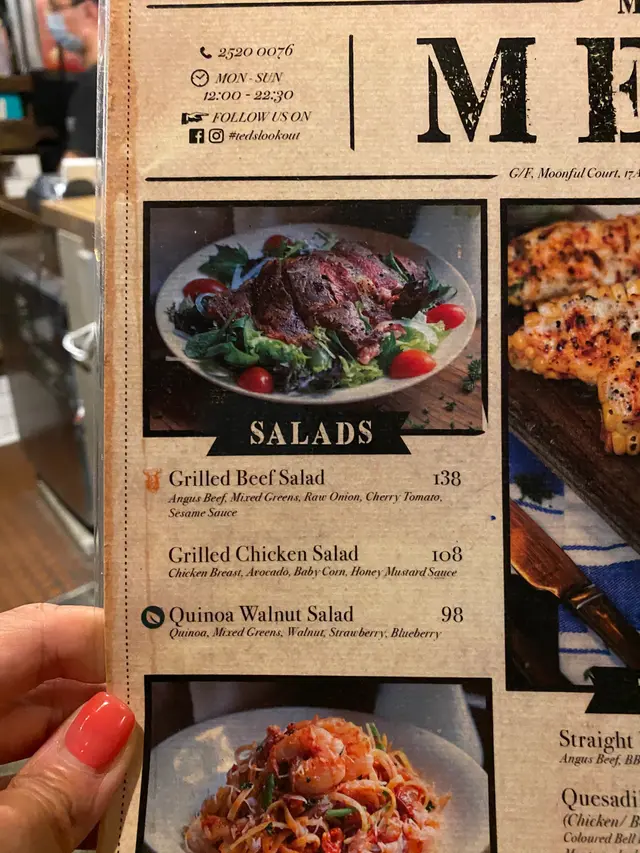 2520 0076
MON - SUN
12:00 - 22:30
FOLLOW US ON
#tedslookout
G/F, Moonful Court, 17A
SALADS
Grilled Beef Salad 138
Angus Beef, Mixed Greens, Raw Onion, Cherry Tomato,
Sesame Sauce
Grilled Chicken Salad 108
Chicken Breast, Avocado, Baby Corn, Honey Mustard Sauce
Quinoa Walnut Salad 98
Quinoa, Mixed Greens, Walnut, Strawberry, Blueberry
Straight
Angus Beef, BB
Quesadi
(Chicken/ B
Coloured Bell